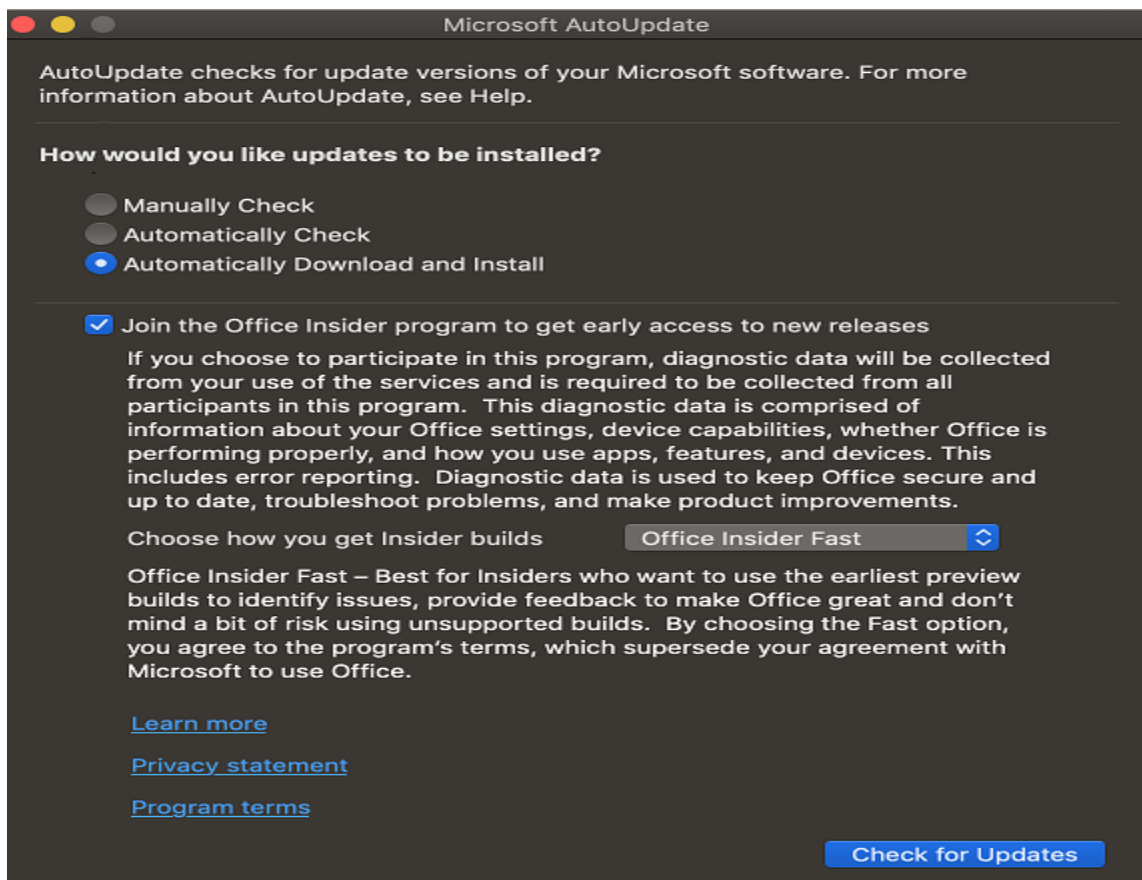 Microsoft AutoUpdate
AutoUpdate checks for update versions of your Microsoft software. For more
information about AutoUpdate, see Help.
How would you like updates to be installed?
Manually Check
Automatically Check
Automatically Download and Install
Join the Office Insider program to get early access to new releases
If you choose to participate in this program, diagnostic data will be collected
from your use of the services and is required to be collected from all
participants in this program.  This diagnostic data is comprised of
information about your Office settings, device capabilities, whether Office is
performing properly, and how you use apps, features, and devices. This
includes error reporting.  Diagnostic data is used to keep Office secure and
up to date, troubleshoot problems, and make product improvements.
Choose how you get Insider builds Office Insider Fast
Office Insider Fast – Best for Insiders who want to use the earliest preview
builds to identify issues, provide feedback to make Office great and don’t
mind a bit of risk using unsupported builds.  By choosing the Fast option,
you agree to the program’s terms, which supersede your agreement with
Microsoft to use Office.
Learn more
Privacy statement
Program terms
Check for Updates